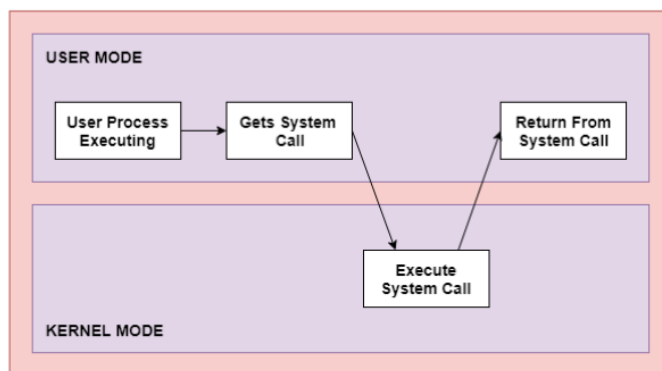 USER MODE
User Process
Executing
Gets System
Call
Return From
System Call
Execute
System Call
KERNEL MODE